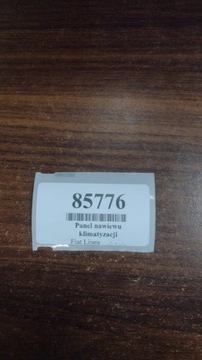 85776
Panel nawiewu
klimatyzacji
Fiat Linea